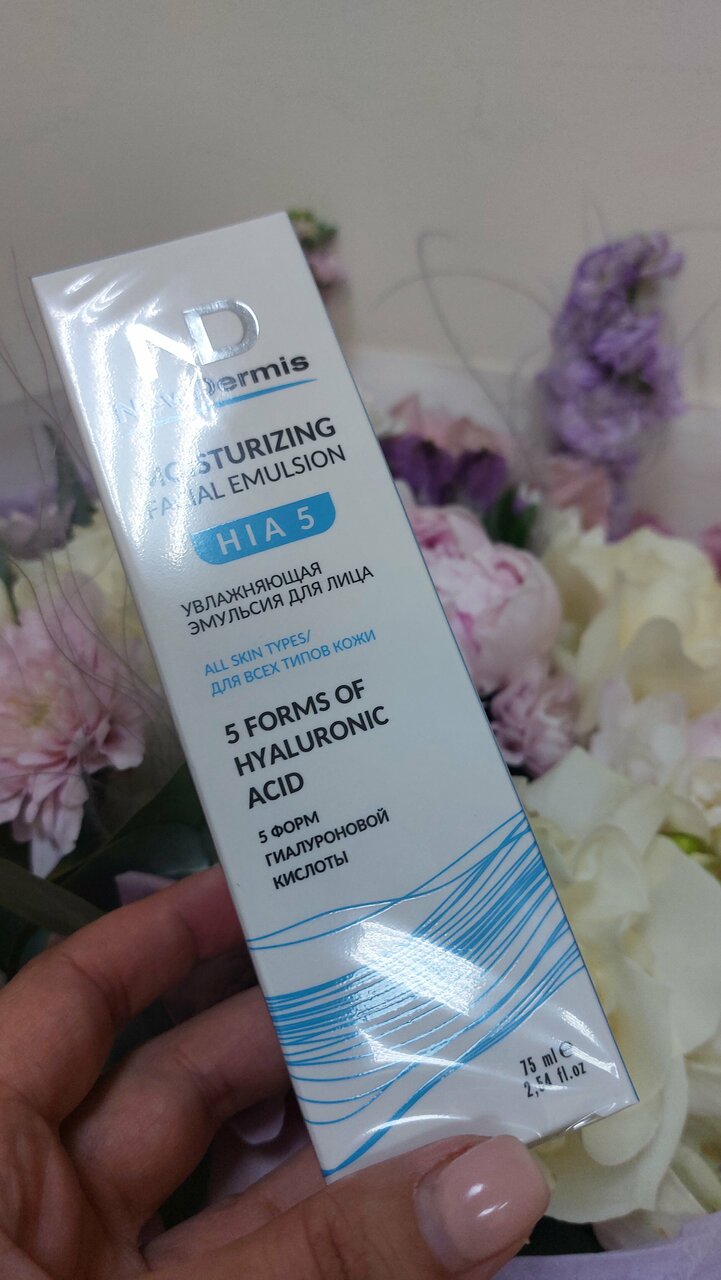 ND
New Dermis
MOISTURIZING
FACIAL EMULSION
HIA 5
УВЛАЖНЯЮЩАЯ
ЭМУЛЬСИЯ ДЛЯ ЛИЦА
ALL SKIN TYPES/
ДЛЯ ВСЕХ ТИПОВ КОЖИ
5 FORMS OF
HYALURONIC
ACID
5 ФОРМ
ГИАЛУРОНОВОЙ
КИСЛОТЫ
75 ml ℮
2,54 fl.oz